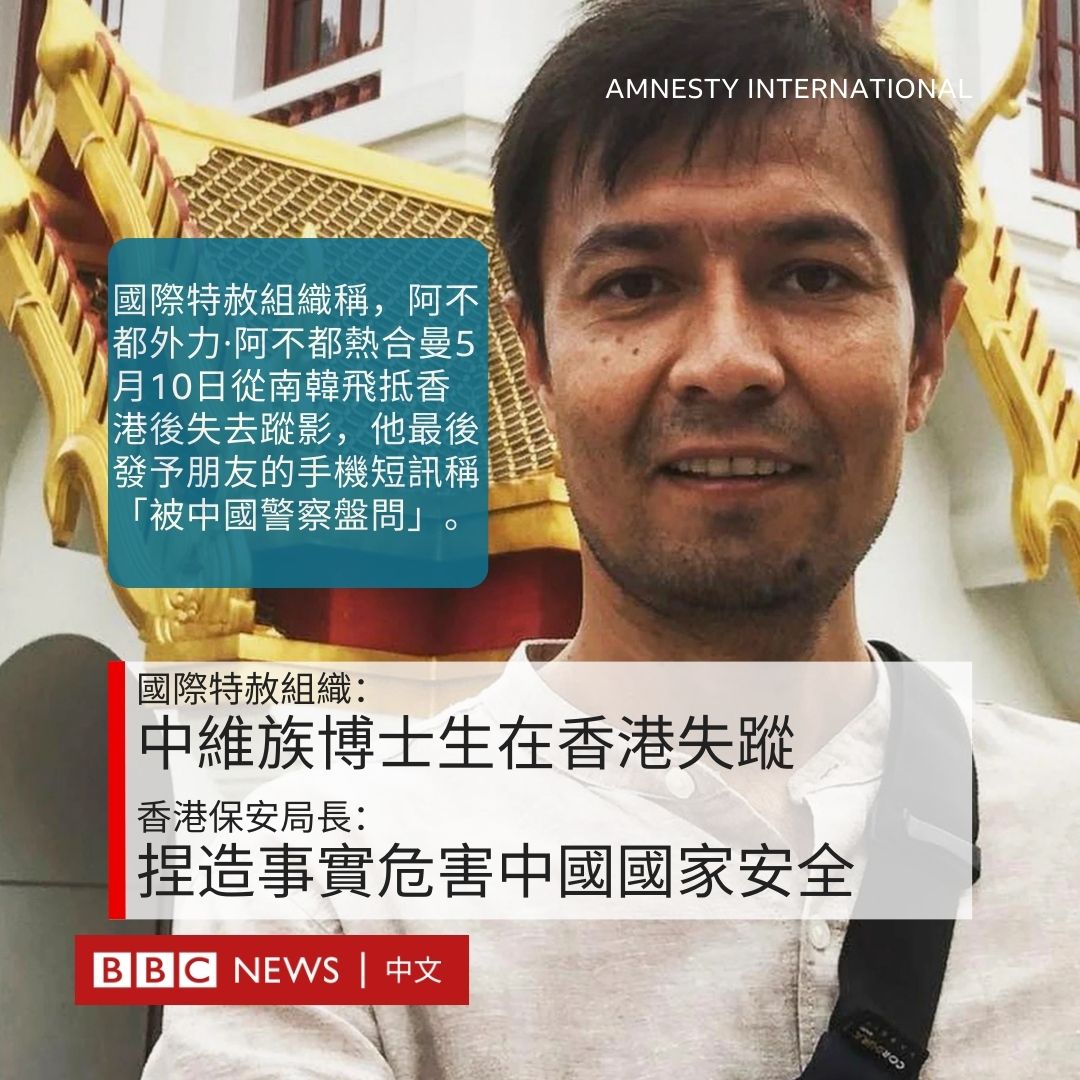 AMNESTY INTERNATIONAL
國際特赦組織稱，阿不
都外力·阿不都熱合曼5
月10日從南韓飛抵香
港後失去蹤影，他最後
發予朋友的手機短訊稱
「被中國警察盤問」。
國際特赦組織：
中維族博士生在香港失蹤
香港保安局長：
捏造事實危害中國國家安全
BBC NEWS | 中文
CORDURA